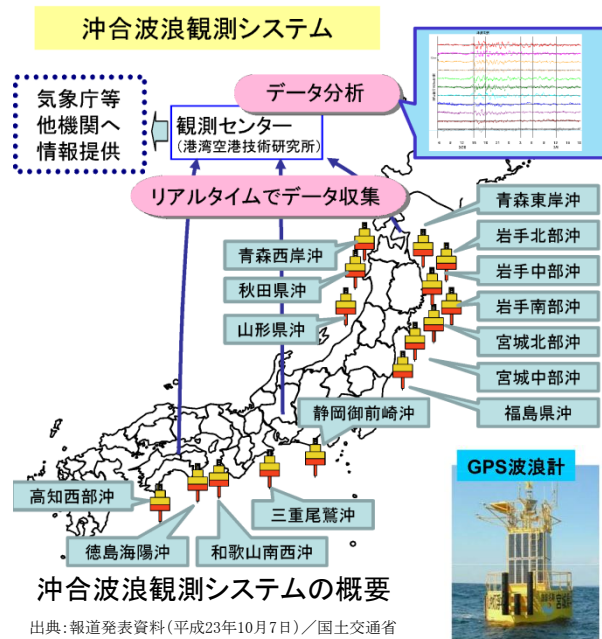 沖合波浪観測システム
データ分析
気象庁等
他機関へ
情報提供
観測センター
(港湾空港技術研究所)
リアルタイムでデータ収集
青森東岸沖
岩手北部沖
青森西岸沖
岩手中部沖
秋田県沖
岩手南部沖
山形県沖
宮城北部沖
宮城中部沖
静岡御前崎沖
福島県沖
GPS波浪計
高知西部沖
三重尾鷲沖
徳島海陽沖
和歌山南西沖
沖合波浪観測システムの概要
出典:報道発表資料(平成23年10月7日)/国土交通省